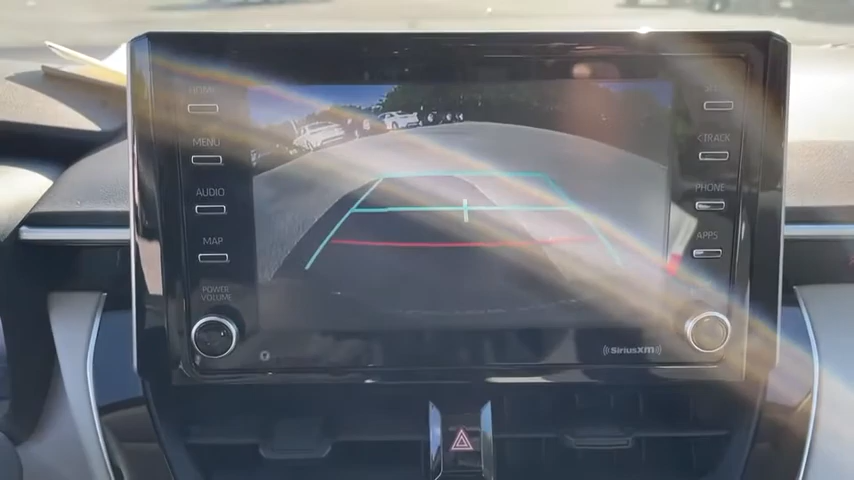 HOME
MENU
AUDIO
MAP
POWER
VOLUME
<TRACK
PHONE
APPS
SiriusXM